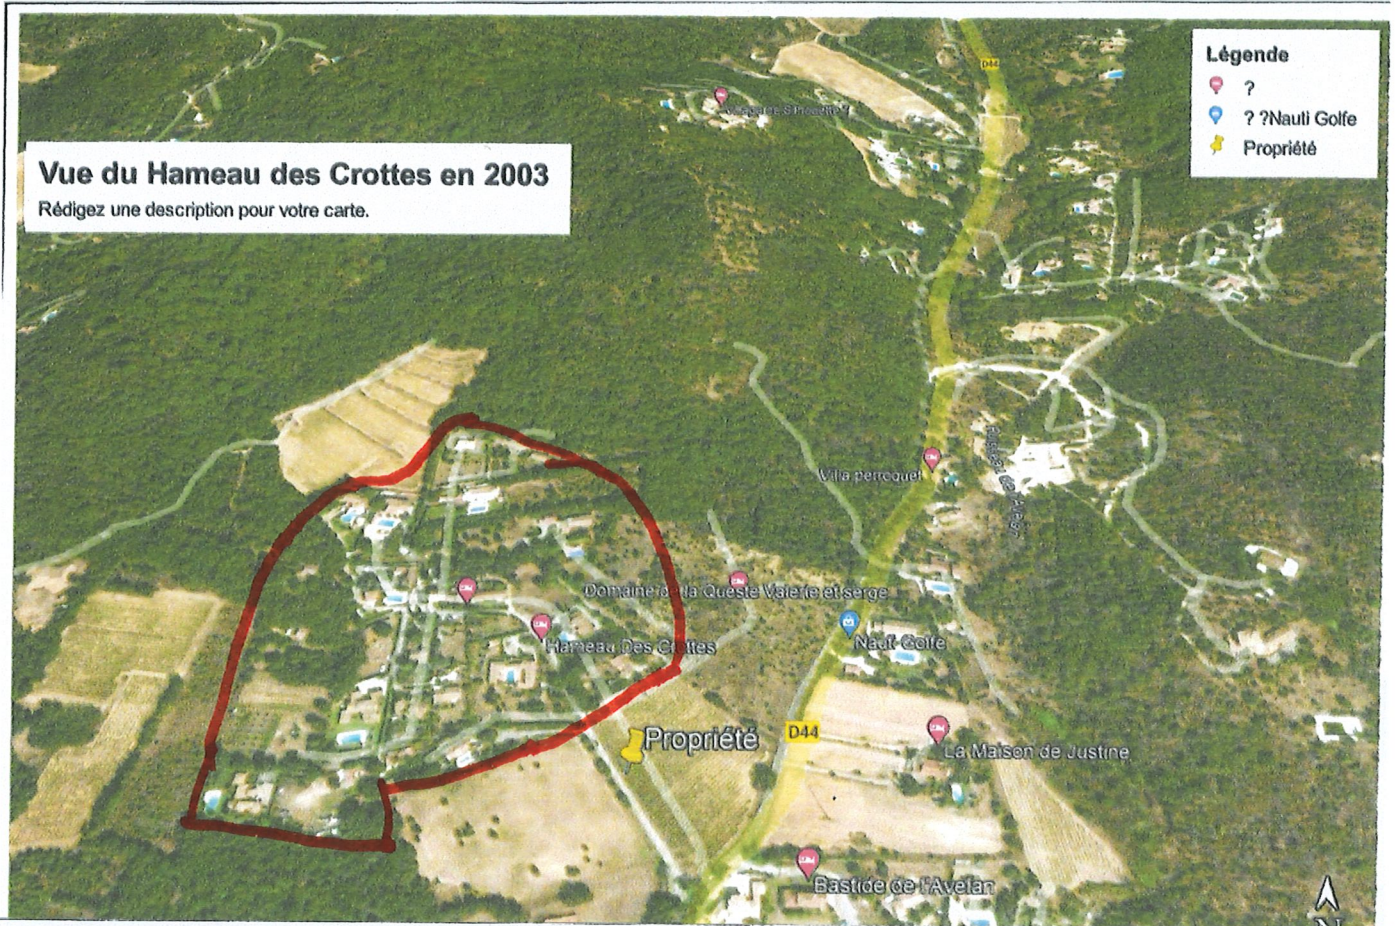 Légende
?
? ?Nauti Golfe
Propriété
Vue du Hameau des Crottes en 2003
Rédigez une description pour votre carte.
D44
Villa perroquet
Domaine de la Queste Valerie et serge
Hameau Des Crottes
Nauti Golfe
Propriété
D44
La Maison de Justine
Bastide de l'Avelan
N